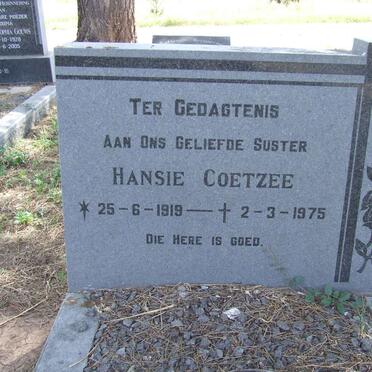 TER GEDAGTENIS
AAN ONS GELIEFDE SUSTER
HANSIE COETZEE
25-6-1919 — † 2-3-1975
DIE HERE IS GOED.